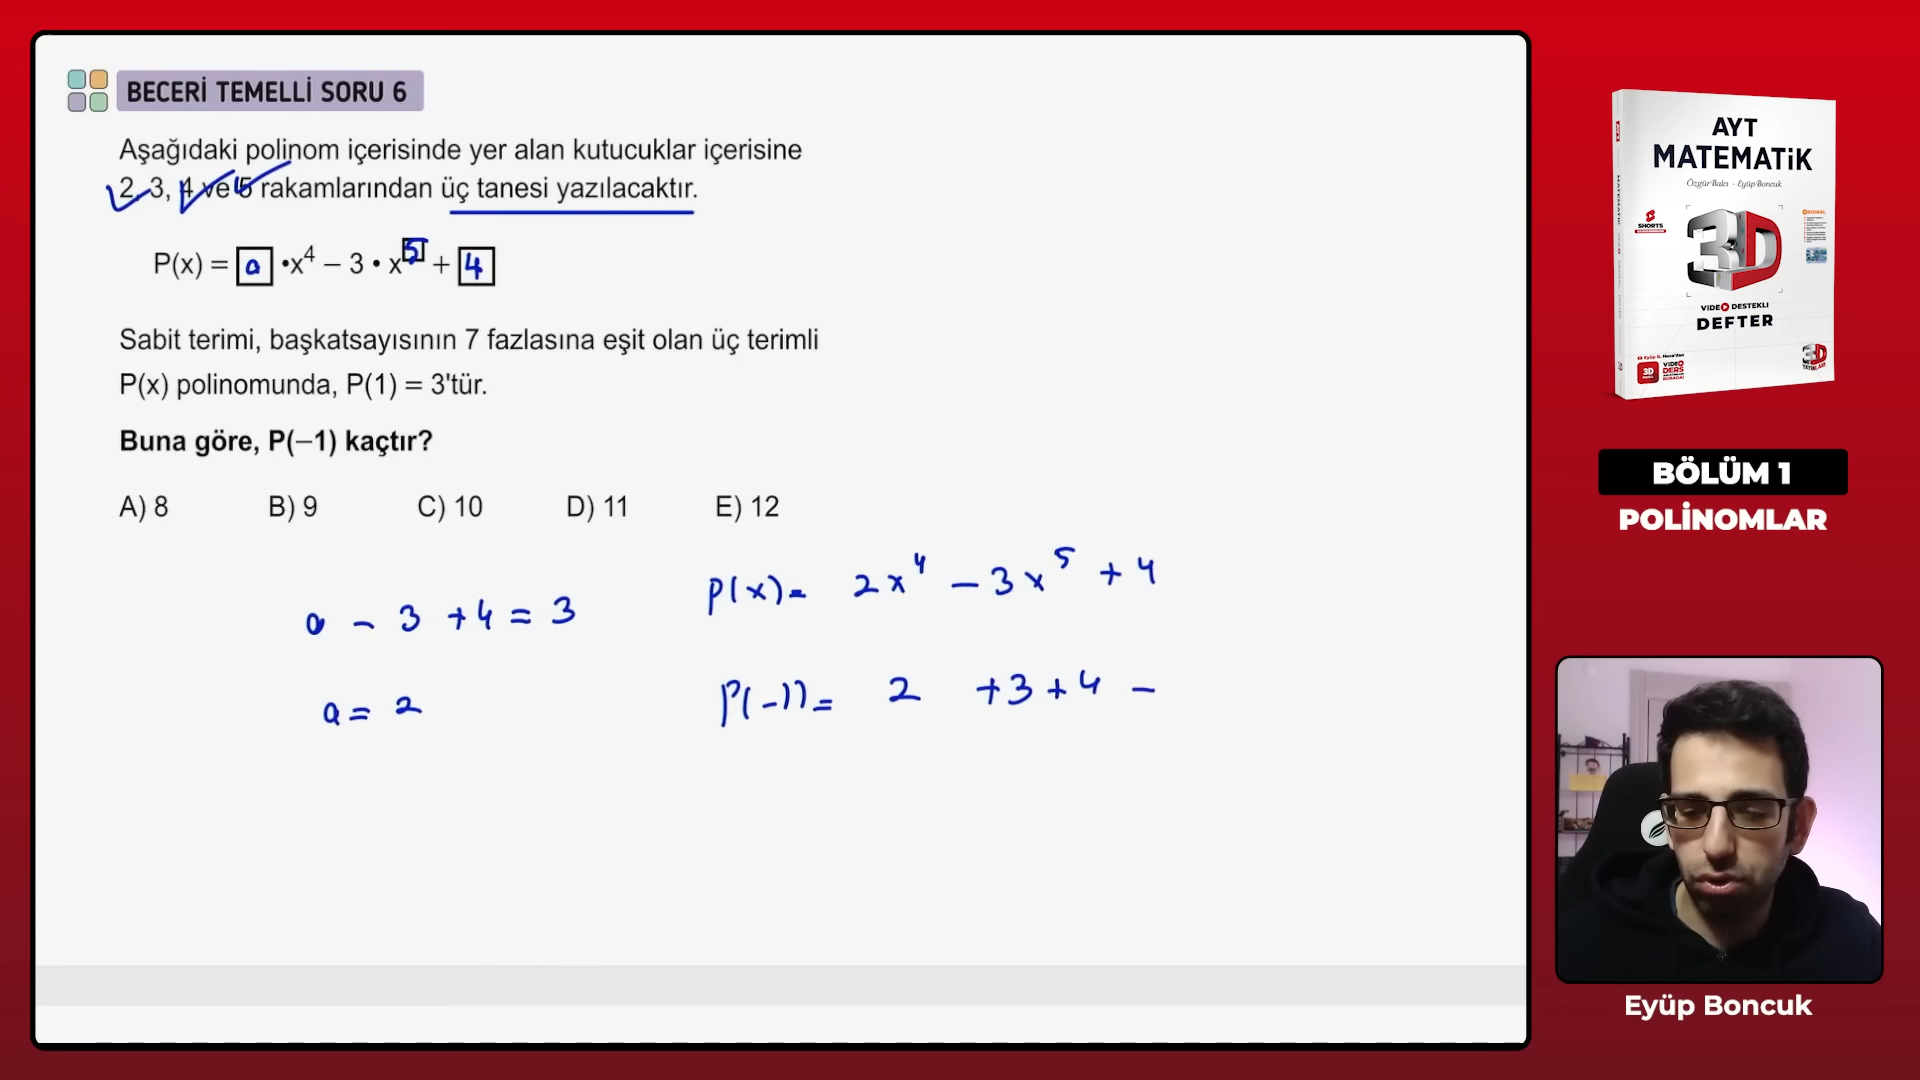 BECERİ TEMELLİ SORU 6
Aşağıdaki polinom içerisinde yer alan kutucuklar içerisine
2, 3, 4 ve 5 rakamlarından üç tanesi yazılacaktır.
P(x) = a •x⁴ – 3 • x⁵ + 4
Sabit terimi, başkatsayısının 7 fazlasına eşit olan üç terimli
P(x) polinomunda, P(1) = 3'tür.
Buna göre, P(–1) kaçtır?
A) 8 B) 9 C) 10 D) 11 E) 12
a – 3 + 4 = 3
a = 2
P(x) = 2x⁴ – 3x⁵ + 4
P(-1) = 2 +3 + 4 –
AYT
MATEMATİK
Özgür Balcı - Eyüp Boncuk
SHORTS
3D
VIDEO DESTEKLI
DEFTER
BÖLÜM 1
POLİNOMLAR
Eyüp Boncuk